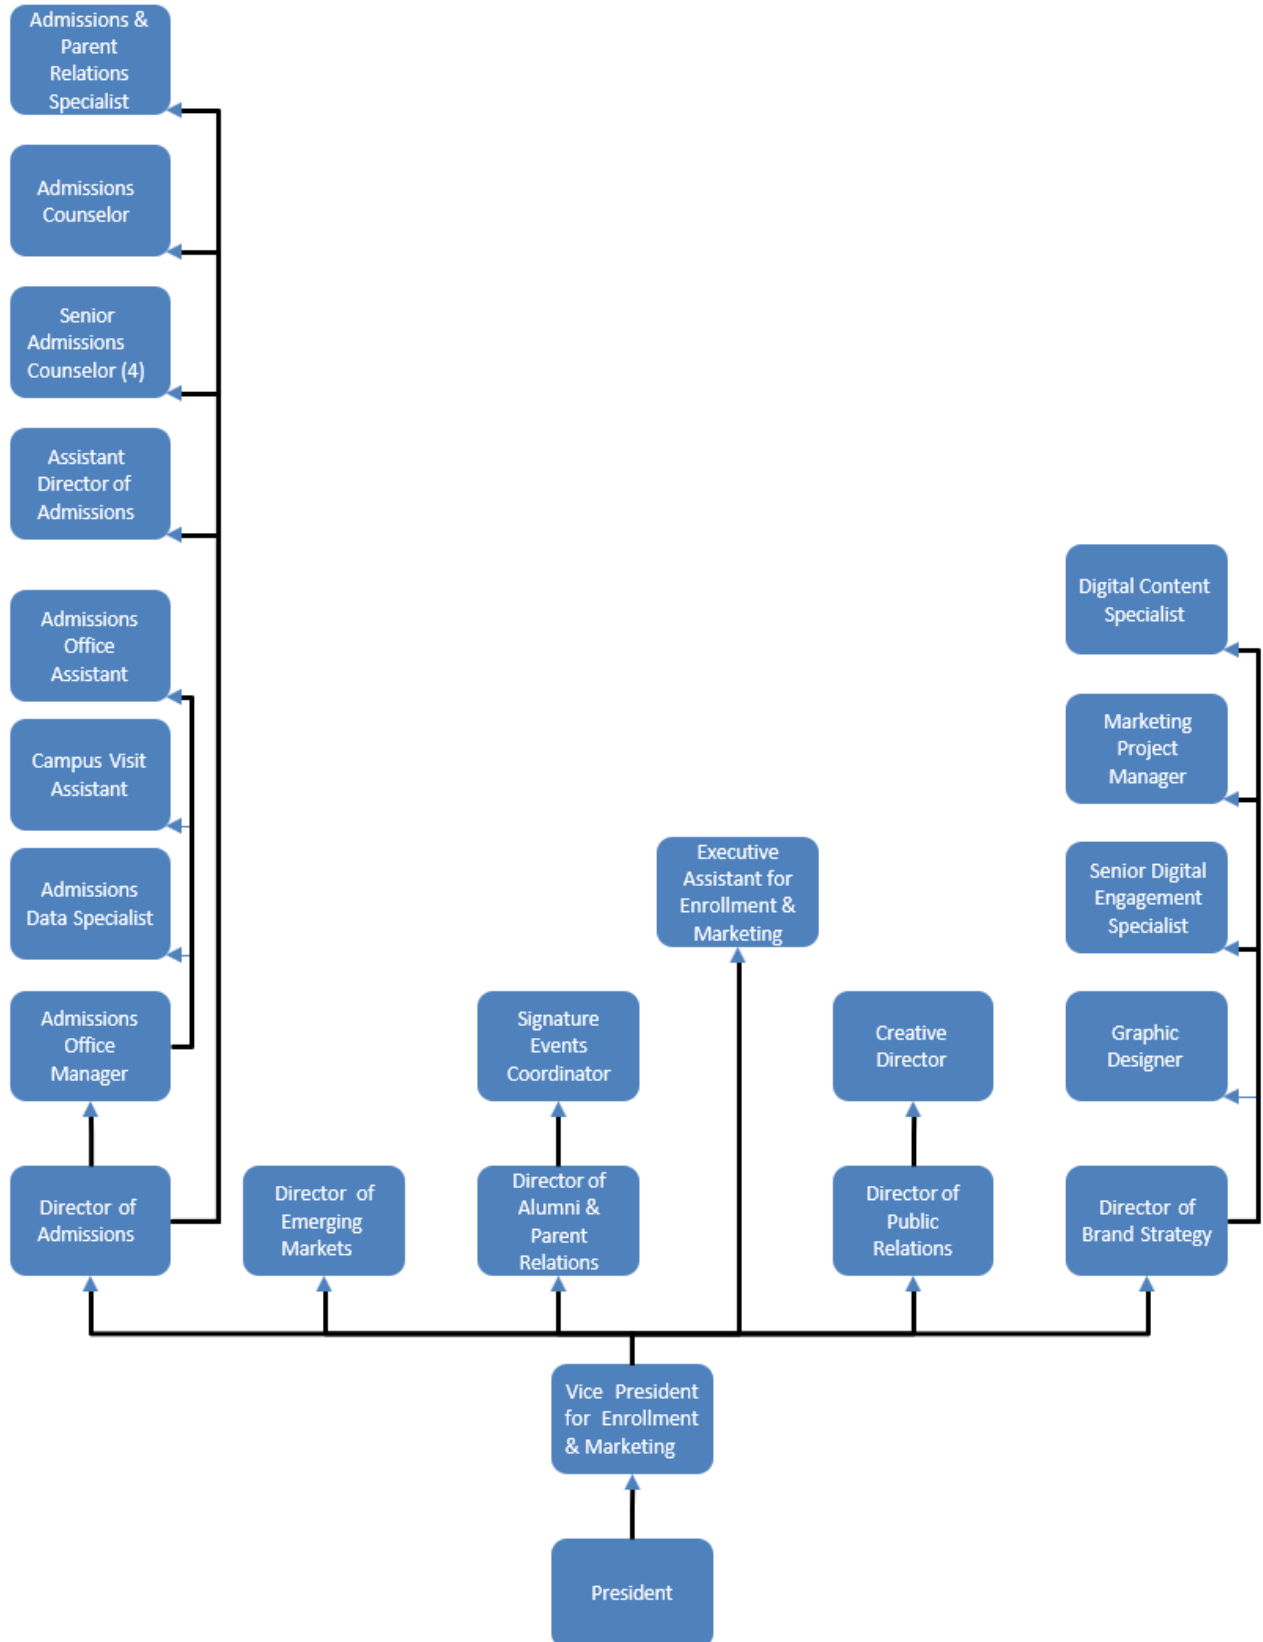 Admissions &
Parent
Relations
Specialist
Admissions
Counselor
Senior
Admissions
Counselor (4)
Assistant
Director of
Admissions
Admissions
Office
Assistant
Campus Visit
Assistant
Admissions
Data Specialist
Admissions
Office
Manager
Director of
Admissions
Director of
Emerging
Markets
Signature
Events
Coordinator
Director of
Alumni &
Parent
Relations
Executive
Assistant for
Enrollment &
Marketing
Creative
Director
Director of
Public
Relations
Digital Content
Specialist
Marketing
Project
Manager
Senior Digital
Engagement
Specialist
Graphic
Designer
Director of
Brand Strategy
Vice President
for Enrollment
& Marketing
President